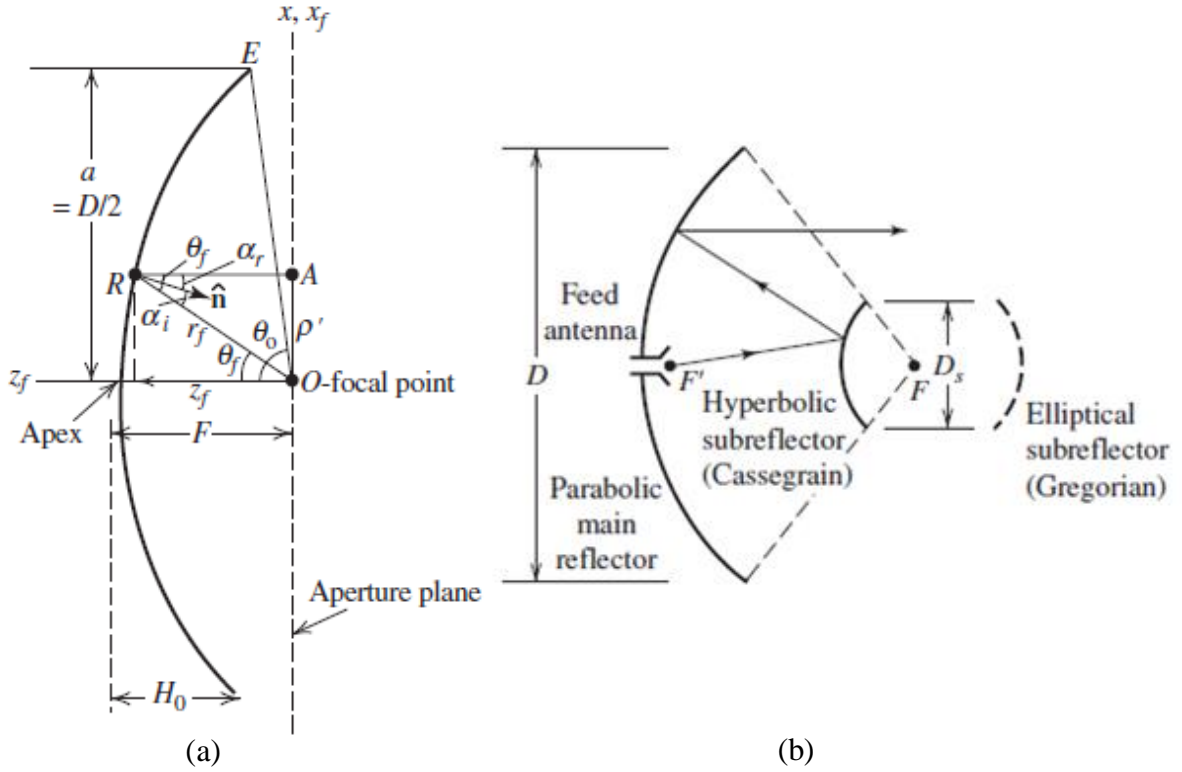 x, x_f
E
a
= D/2
θ_f
α_r
R
A
n̂
α_i
r_f
θ_o
ρ′
θ_f
z_f
z_f
O-focal point
Apex
F
H_0
Aperture plane
(a)
D
Feed
antenna
F′
Hyperbolic
subreflector
(Cassegrain)
D_s
F
Elliptical
subreflector
(Gregorian)
Parabolic
main
reflector
(b)